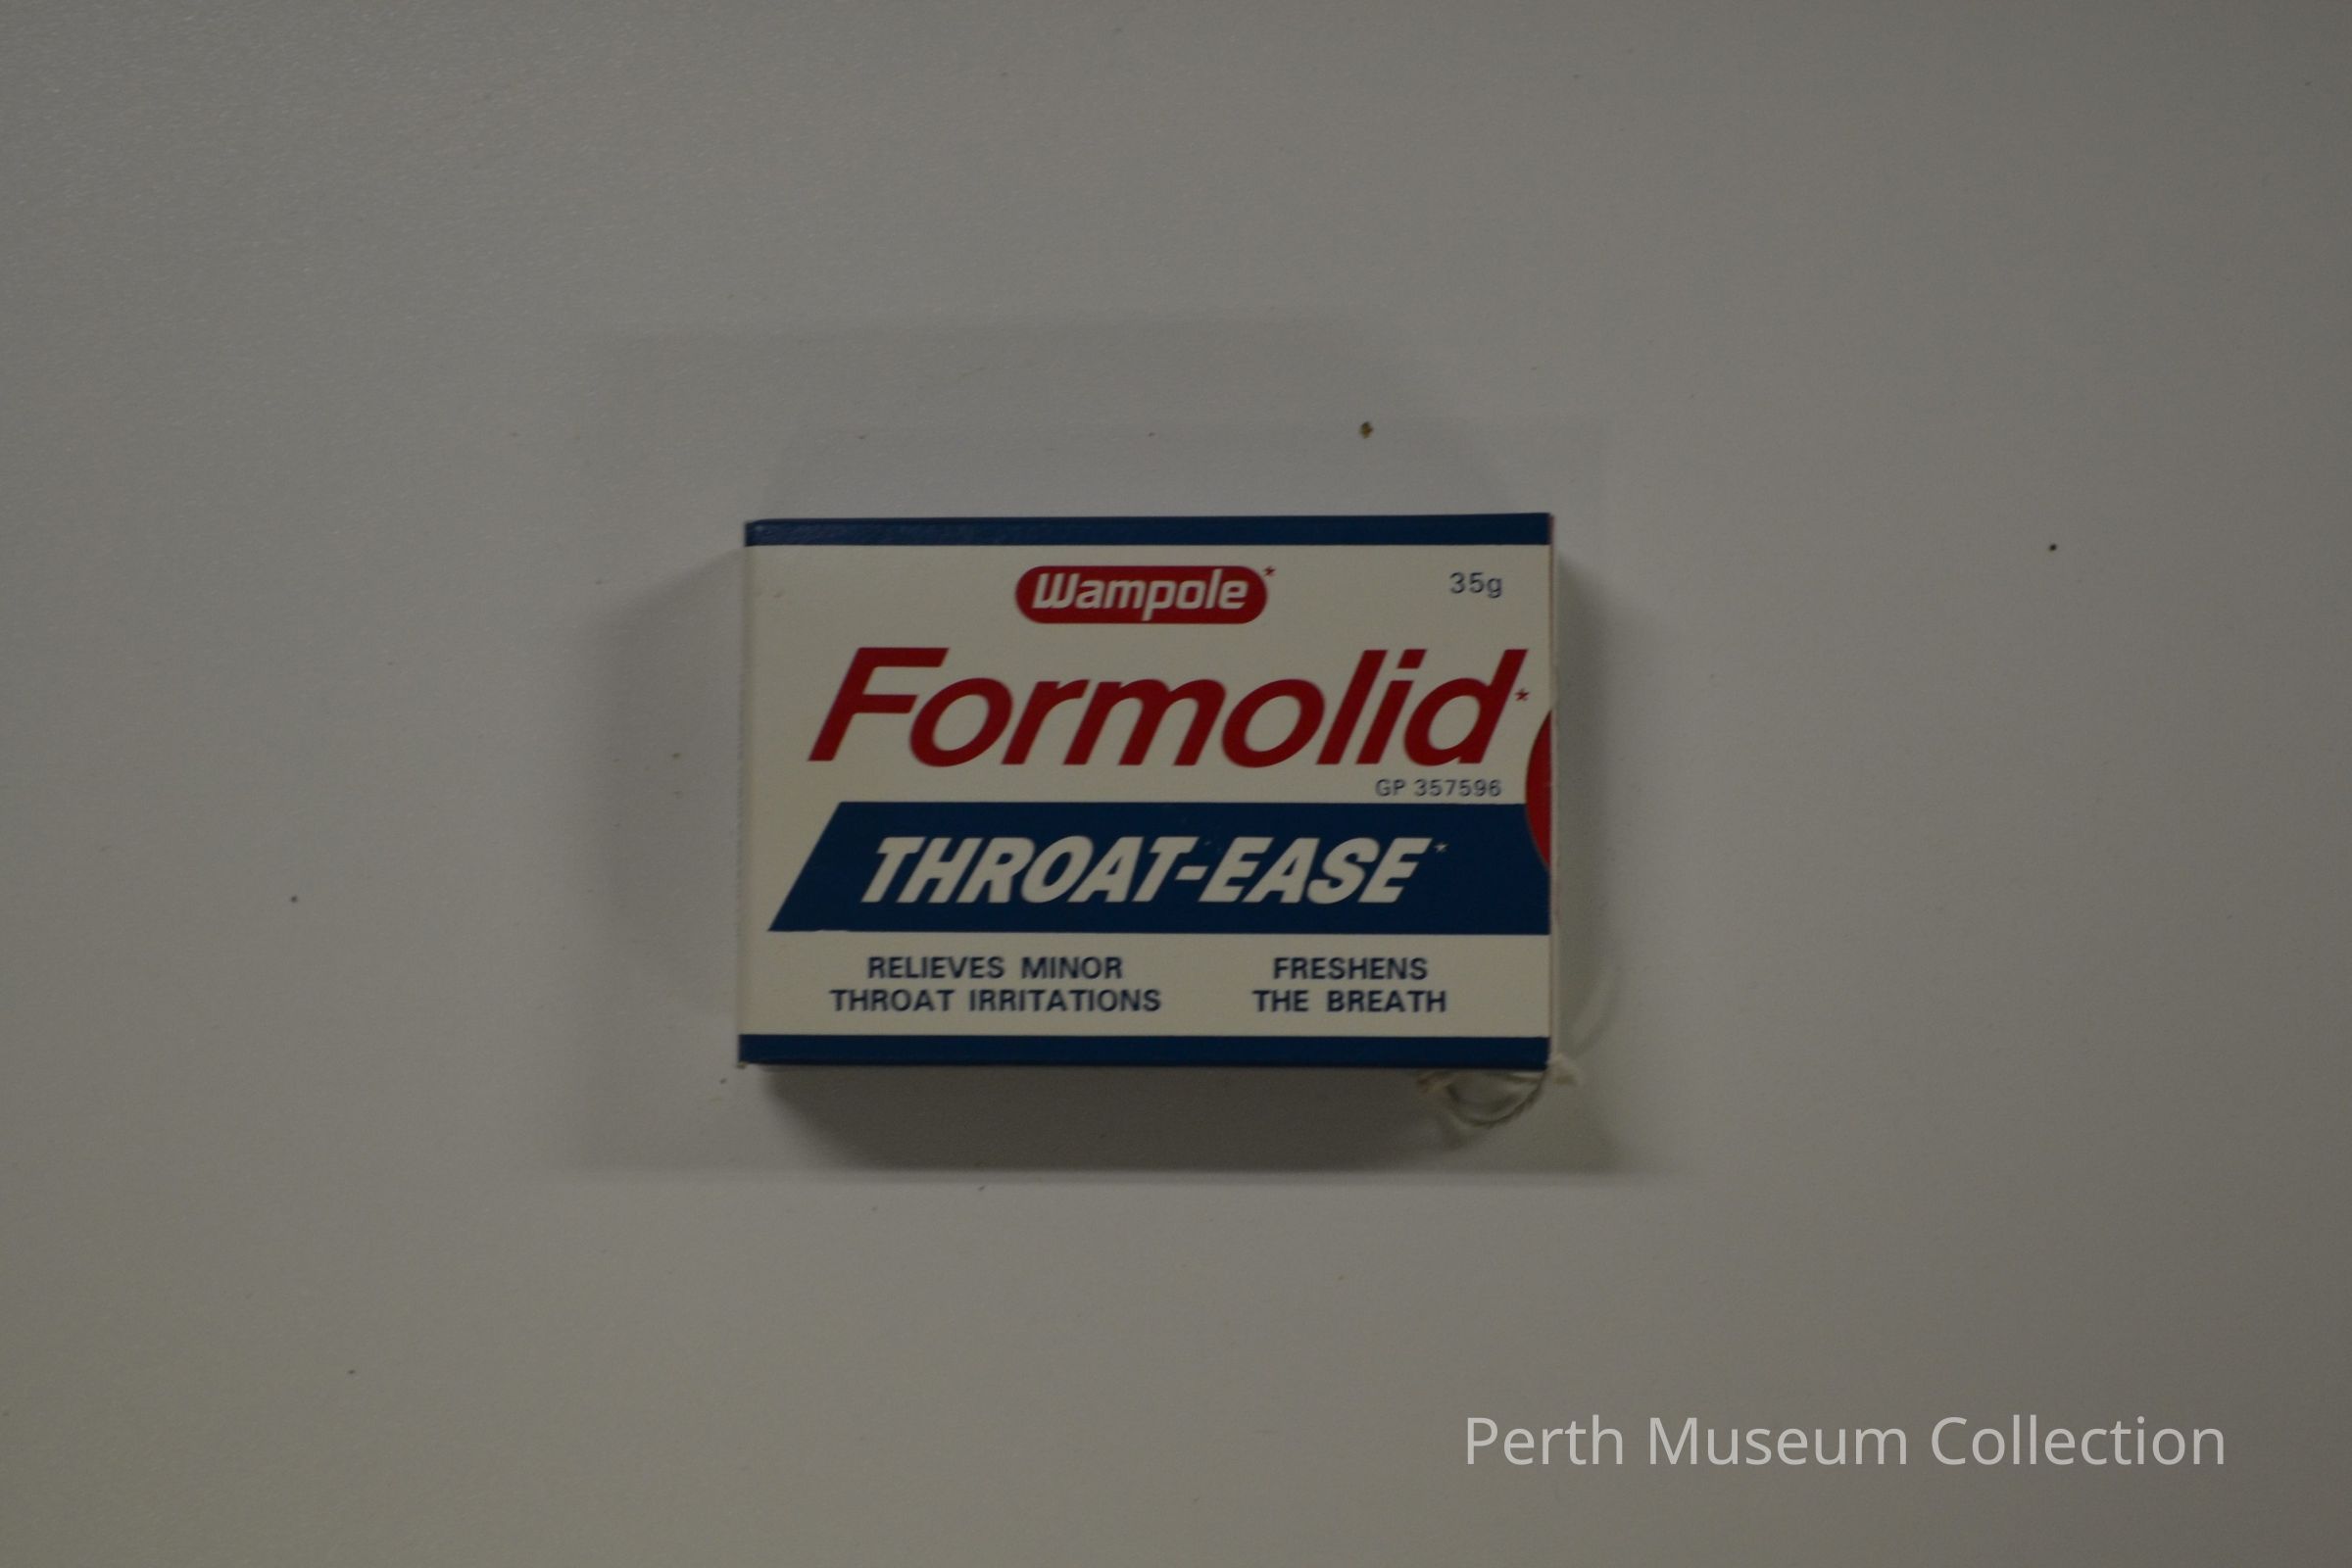 Wampole*
35g
Formolid*
GP 357596
THROAT-EASE*
RELIEVES MINOR
THROAT IRRITATIONS
FRESHENS
THE BREATH
Perth Museum Collection